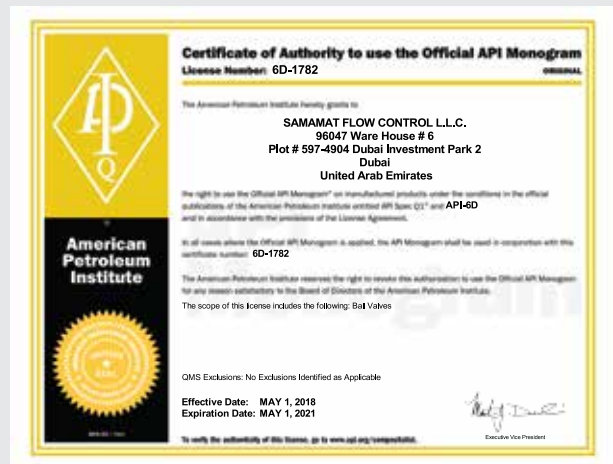 Certificate of Authority to use the Official API Monogram
License Number: 6D-1782
ORIGINAL
The American Petroleum Institute hereby grants to
SAMAMAT FLOW CONTROL L.L.C.
96047 Ware House # 6
Plot # 597-4904 Dubai Investment Park 2
Dubai
United Arab Emirates
the right to use the Official API Monogram® on manufactured products under the conditions in the official
publications of the American Petroleum Institute entitled API Spec Q1® and API-6D
and in accordance with the provisions of the License Agreement.
In all cases where the Official API Monogram is applied, the API Monogram shall be used in conjunction with this
certificate number: 6D-1782
The American Petroleum Institute reserves the right to revoke this authorization to use the Official API Monogram
for any reason satisfactory to the Board of Directors of the American Petroleum Institute.
The scope of this license includes the following: Ball Valves
QMS Exclusions: No Exclusions Identified as Applicable
Effective Date: MAY 1, 2018
Expiration Date: MAY 1, 2021
To verify the authenticity of this license, go to www.api.org/compositelist.
Executive Vice President
API
Q
American
Petroleum
Institute